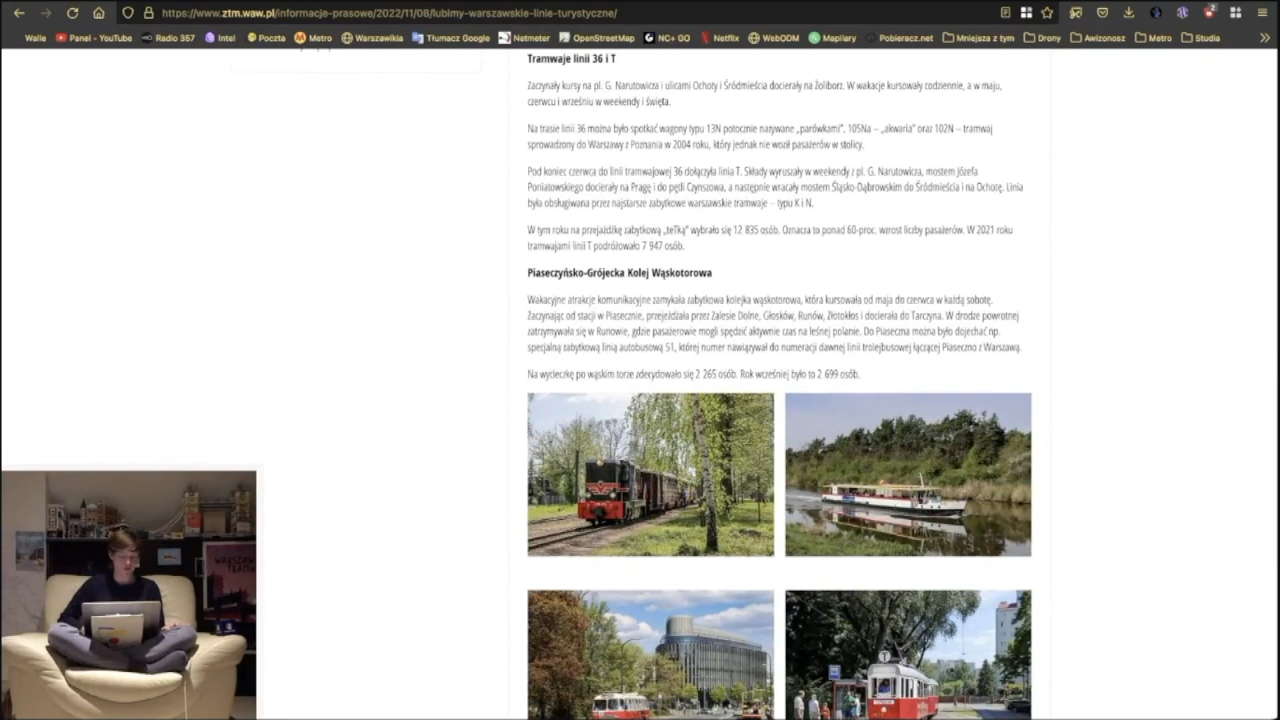 https://www.ztm.waw.pl/informacje-prasowe/2022/11/08/lubimy-warszawskie-linie-turystyczne/
2
Walle Panel - YouTube Radio 357 Intel Poczta Metro Warszawikia Tłumacz Google Netmeter OpenStreetMap NC+ GO Netflix WebODM Mapilary Pobieracz.net Mniejsza z tym Drony Awizonosz Metro Studia
Tramwaje linii 36 i T
Zaczynały kursy na pl. G. Narutowicza i ulicami Ochoty i Śródmieścia docierały na Żoliborz. W wakacje kursowały codziennie, a w maju,
czerwcu i wrześniu w weekendy i święta.
Na trasie linii 36 można było spotkać wagony typu 13N potocznie nazywane „parówkami", 105Na – „akwaria" oraz 102N – tramwaj
sprowadzony do Warszawy z Poznania w 2004 roku, który jednak nie woził pasażerów w stolicy.
Pod koniec czerwca do linii tramwajowej 36 dołączyła linia T. Składy wyruszały w weekendy z pl. G. Narutowicza, mostem Józefa
Poniatowskiego docierały na Pragę i do pętli Czynszowa, a następnie wracały mostem Śląsko-Dąbrowskim do Śródmieścia i na Ochotę. Linia
była obsługiwana przez najstarsze zabytkowe warszawskie tramwaje – typu K i N.
W tym roku na przejażdżkę zabytkową „teTką" wybrało się 12 835 osób. Oznacza to ponad 60-proc. wzrost liczby pasażerów. W 2021 roku
tramwajami linii T podróżowało 7 947 osób.
Piaseczyńsko-Grójecka Kolej Wąskotorowa
Wakacyjne atrakcje komunikacyjne zamykała zabytkowa kolejka wąskotorowa, która kursowała od maja do czerwca w każdą sobotę.
Zaczynając od stacji w Piasecznie, przejeżdżała przez Zalesie Dolne, Głosków, Runów, Złotokłos i docierała do Tarczyna. W drodze powrotnej
zatrzymywała się w Runowie, gdzie pasażerowie mogli spędzić aktywnie czas na leśnej polanie. Do Piaseczna można było dojechać np.
specjalną zabytkową linią autobusową 51, której numer nawiązywał do numeracji dawnej linii trolejbusowej łączącej Piaseczno z Warszawą.
Na wycieczkę po wąskim torze zdecydowało się 2 265 osób. Rok wcześniej było to 2 699 osób.
T